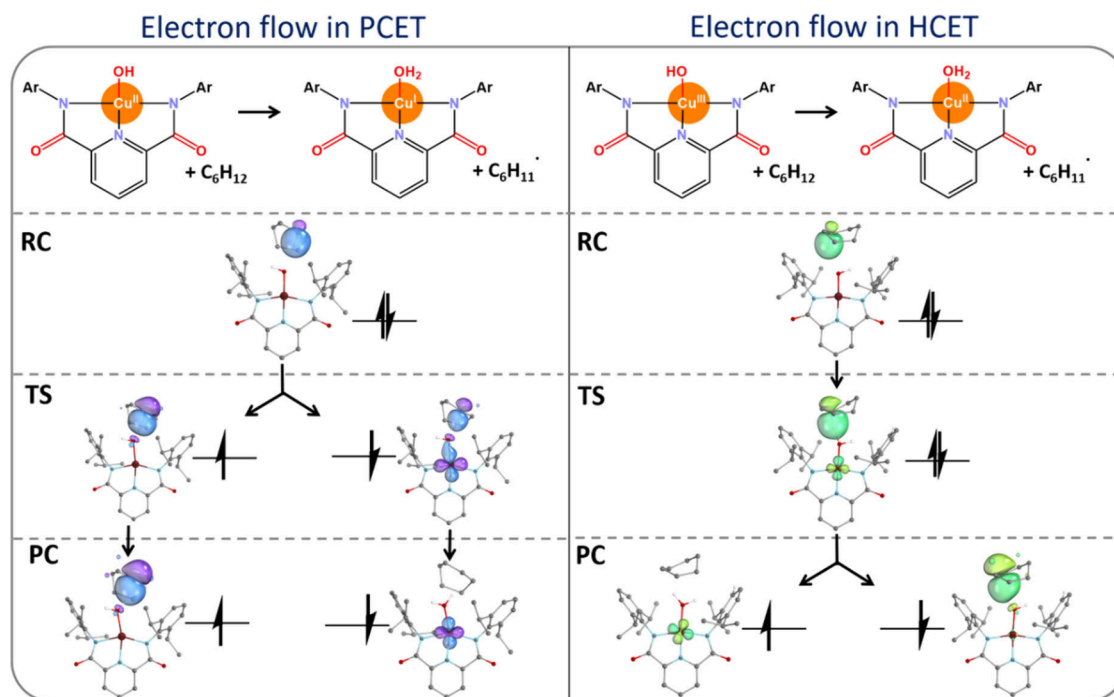 Electron flow in PCET
Electron flow in HCET
OH
Ar
N
Cu^II
N
Ar
O
N
O
+ C₆H₁₂
OH₂
Ar
N
Cu^I
N
Ar
O
N
O
+ C₆H₁₁˙
HO
Ar
N
Cu^III
N
Ar
O
N
O
+ C₆H₁₂
OH₂
Ar
N
Cu^II
N
Ar
O
N
O
+ C₆H₁₁˙
RC
RC
TS
TS
PC
PC